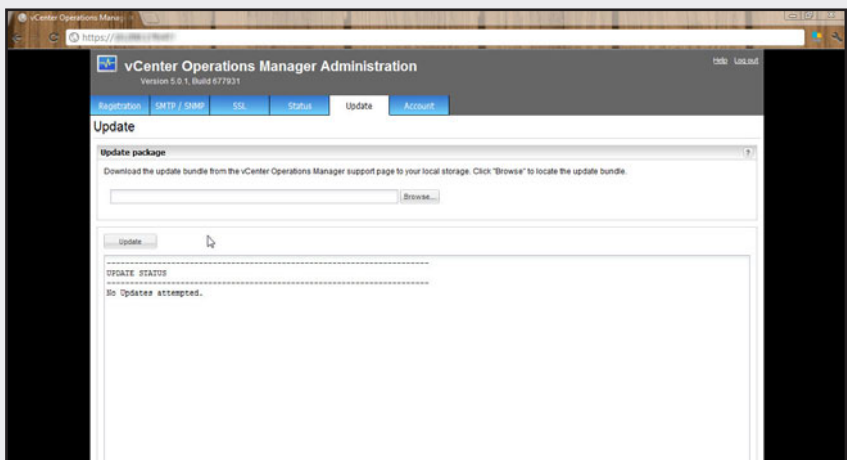 vCenter Operations Manag
https://
vCenter Operations Manager Administration
Version 5.0.1, Build 677931
Help Log out
Registration SMTP / SNMP SSL Status Update Account
Update
Update package
?
Download the update bundle from the vCenter Operations Manager support page to your local storage. Click "Browse" to locate the update bundle.
Browse...
Update
--------------------------------------------------------------------------------
UPDATE STATUS
--------------------------------------------------------------------------------
No Updates attempted.